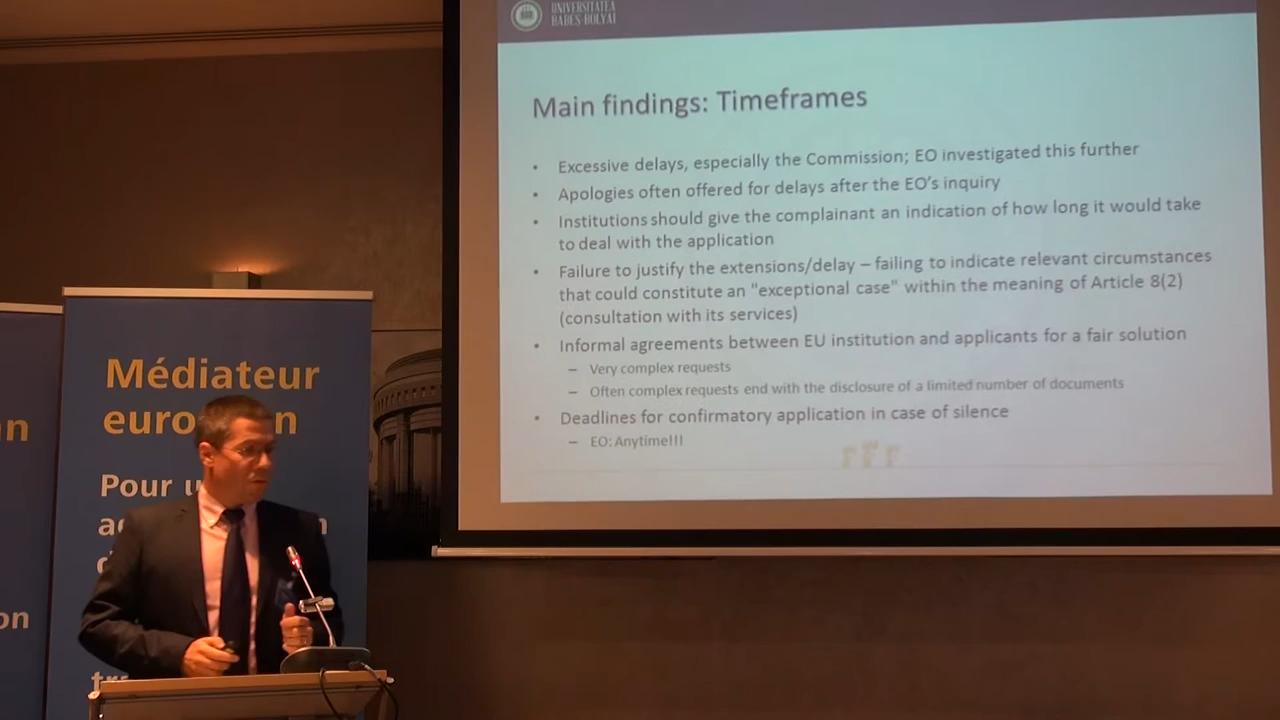 UNIVERSITATEA
BABEŞ-BOLYAI
Main findings: Timeframes
• Excessive delays, especially the Commission; EO investigated this further
• Apologies often offered for delays after the EO's inquiry
• Institutions should give the complainant an indication of how long it would take
to deal with the application
• Failure to justify the extensions/delay – failing to indicate relevant circumstances
that could constitute an "exceptional case" within the meaning of Article 8(2)
(consultation with its services)
• Informal agreements between EU institution and applicants for a fair solution
– Very complex requests
– Often complex requests end with the disclosure of a limited number of documents
• Deadlines for confirmatory application in case of silence
– EO: Anytime!!!
Médiateur
Pour